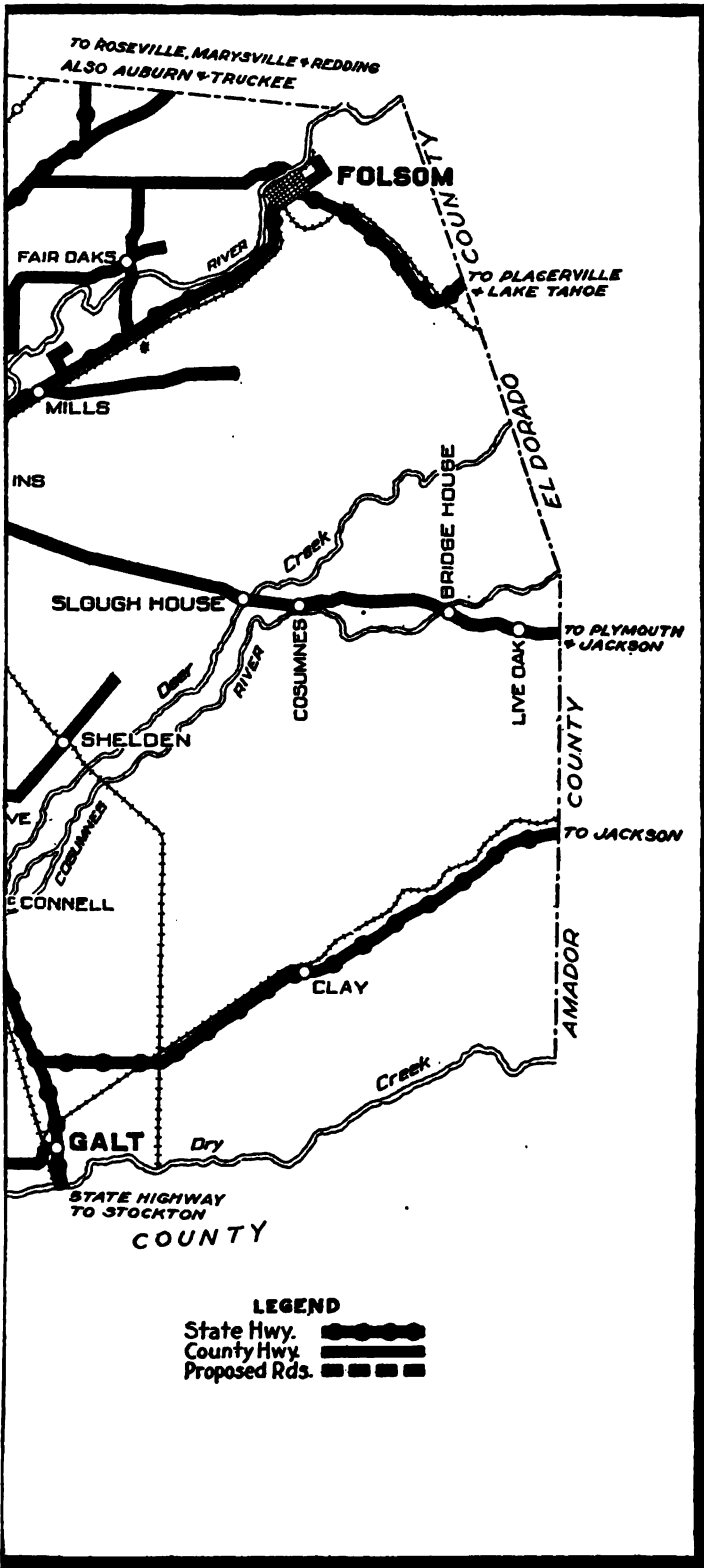 TO ROSEVILLE, MARYSVILLE & REDDING
ALSO AUBURN & TRUCKEE
FOLSOM
COUNTY
FAIR OAKS
RIVER
TO PLACERVILLE
& LAKE TAHOE
MILLS
EL DORADO
INS
BRIDGE HOUSE
Creek
SLOUGH HOUSE
COSUMNES
TO PLYMOUTH
& JACKSON
LIVE OAK
Deer
RIVER
SHELDEN
COUNTY
VE
COSUMNES
TO JACKSON
CONNELL
AMADOR
CLAY
Creek
GALT
Dry
STATE HIGHWAY
TO STOCKTON
COUNTY
LEGEND
State Hwy.
County Hwy.
Proposed Rds.